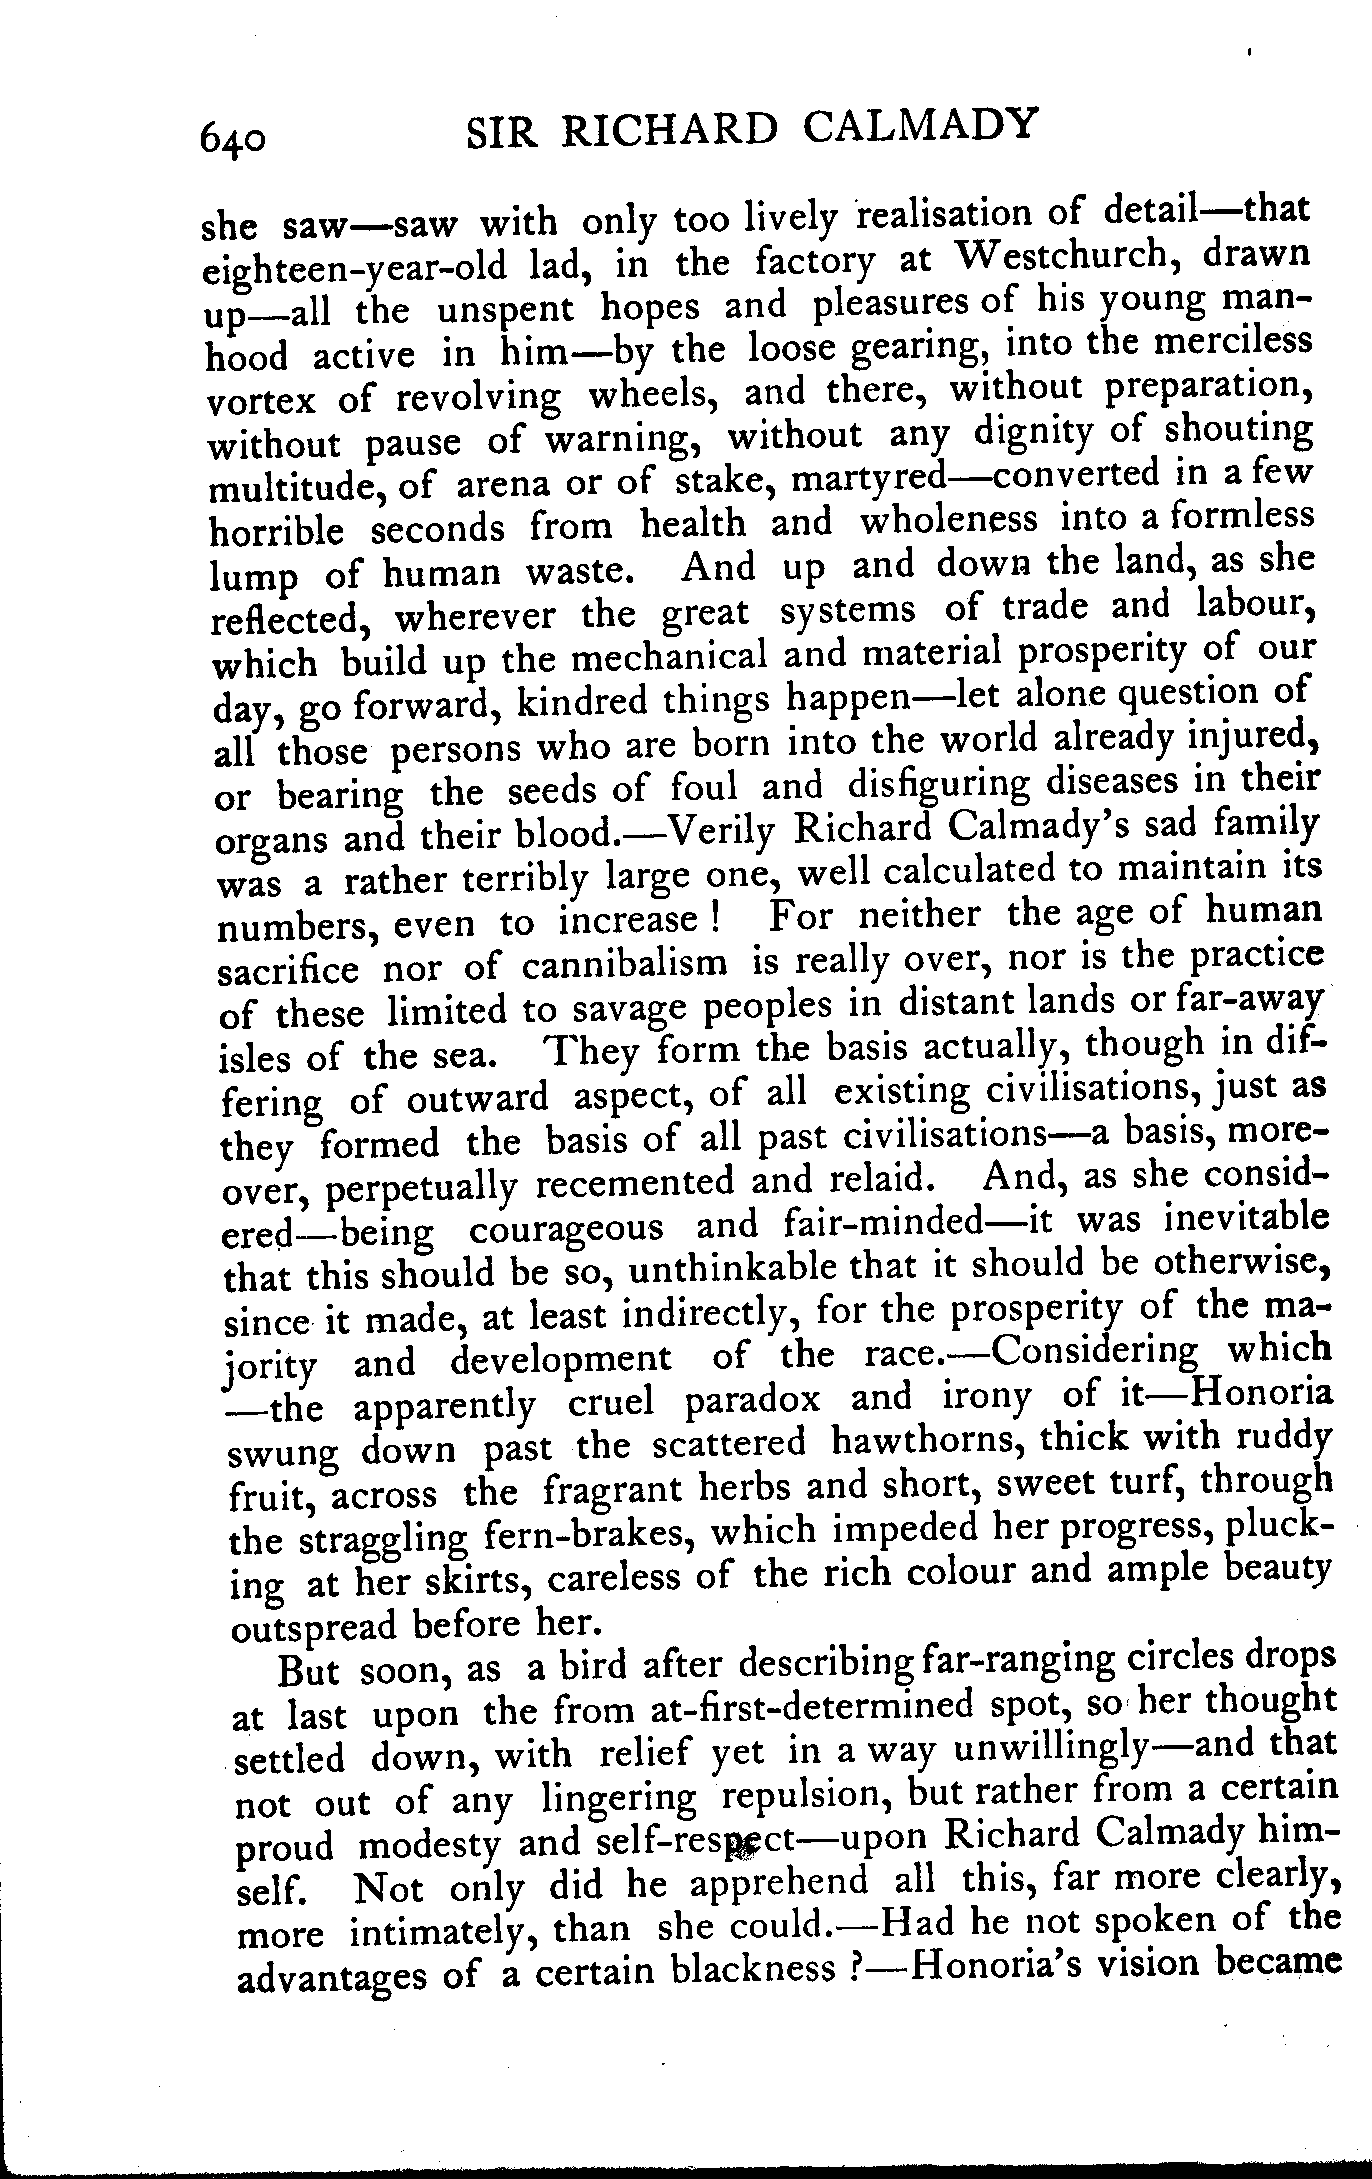 640 SIR RICHARD CALMADY
she saw—saw with only too lively realisation of detail—that
eighteen-year-old lad, in the factory at Westchurch, drawn
up—all the unspent hopes and pleasures of his young man-
hood active in him—by the loose gearing, into the merciless
vortex of revolving wheels, and there, without preparation,
without pause of warning, without any dignity of shouting
multitude, of arena or of stake, martyred—converted in a few
horrible seconds from health and wholeness into a formless
lump of human waste. And up and down the land, as she
reflected, wherever the great systems of trade and labour,
which build up the mechanical and material prosperity of our
day, go forward, kindred things happen—let alone question of
all those persons who are born into the world already injured,
or bearing the seeds of foul and disfiguring diseases in their
organs and their blood.—Verily Richard Calmady's sad family
was a rather terribly large one, well calculated to maintain its
numbers, even to increase! For neither the age of human
sacrifice nor of cannibalism is really over, nor is the practice
of these limited to savage peoples in distant lands or far-away
isles of the sea. They form the basis actually, though in dif-
fering of outward aspect, of all existing civilisations, just as
they formed the basis of all past civilisations—a basis, more-
over, perpetually recemented and relaid. And, as she consid-
ered—being courageous and fair-minded—it was inevitable
that this should be so, unthinkable that it should be otherwise,
since it made, at least indirectly, for the prosperity of the ma-
jority and development of the race.—Considering which
—the apparently cruel paradox and irony of it—Honoria
swung down past the scattered hawthorns, thick with ruddy
fruit, across the fragrant herbs and short, sweet turf, through
the straggling fern-brakes, which impeded her progress, pluck-
ing at her skirts, careless of the rich colour and ample beauty
outspread before her.
But soon, as a bird after describing far-ranging circles drops
at last upon the from at-first-determined spot, so her thought
settled down, with relief yet in a way unwillingly—and that
not out of any lingering repulsion, but rather from a certain
proud modesty and self-respect—upon Richard Calmady him-
self. Not only did he apprehend all this, far more clearly,
more intimately, than she could.—Had he not spoken of the
advantages of a certain blackness?—Honoria's vision became